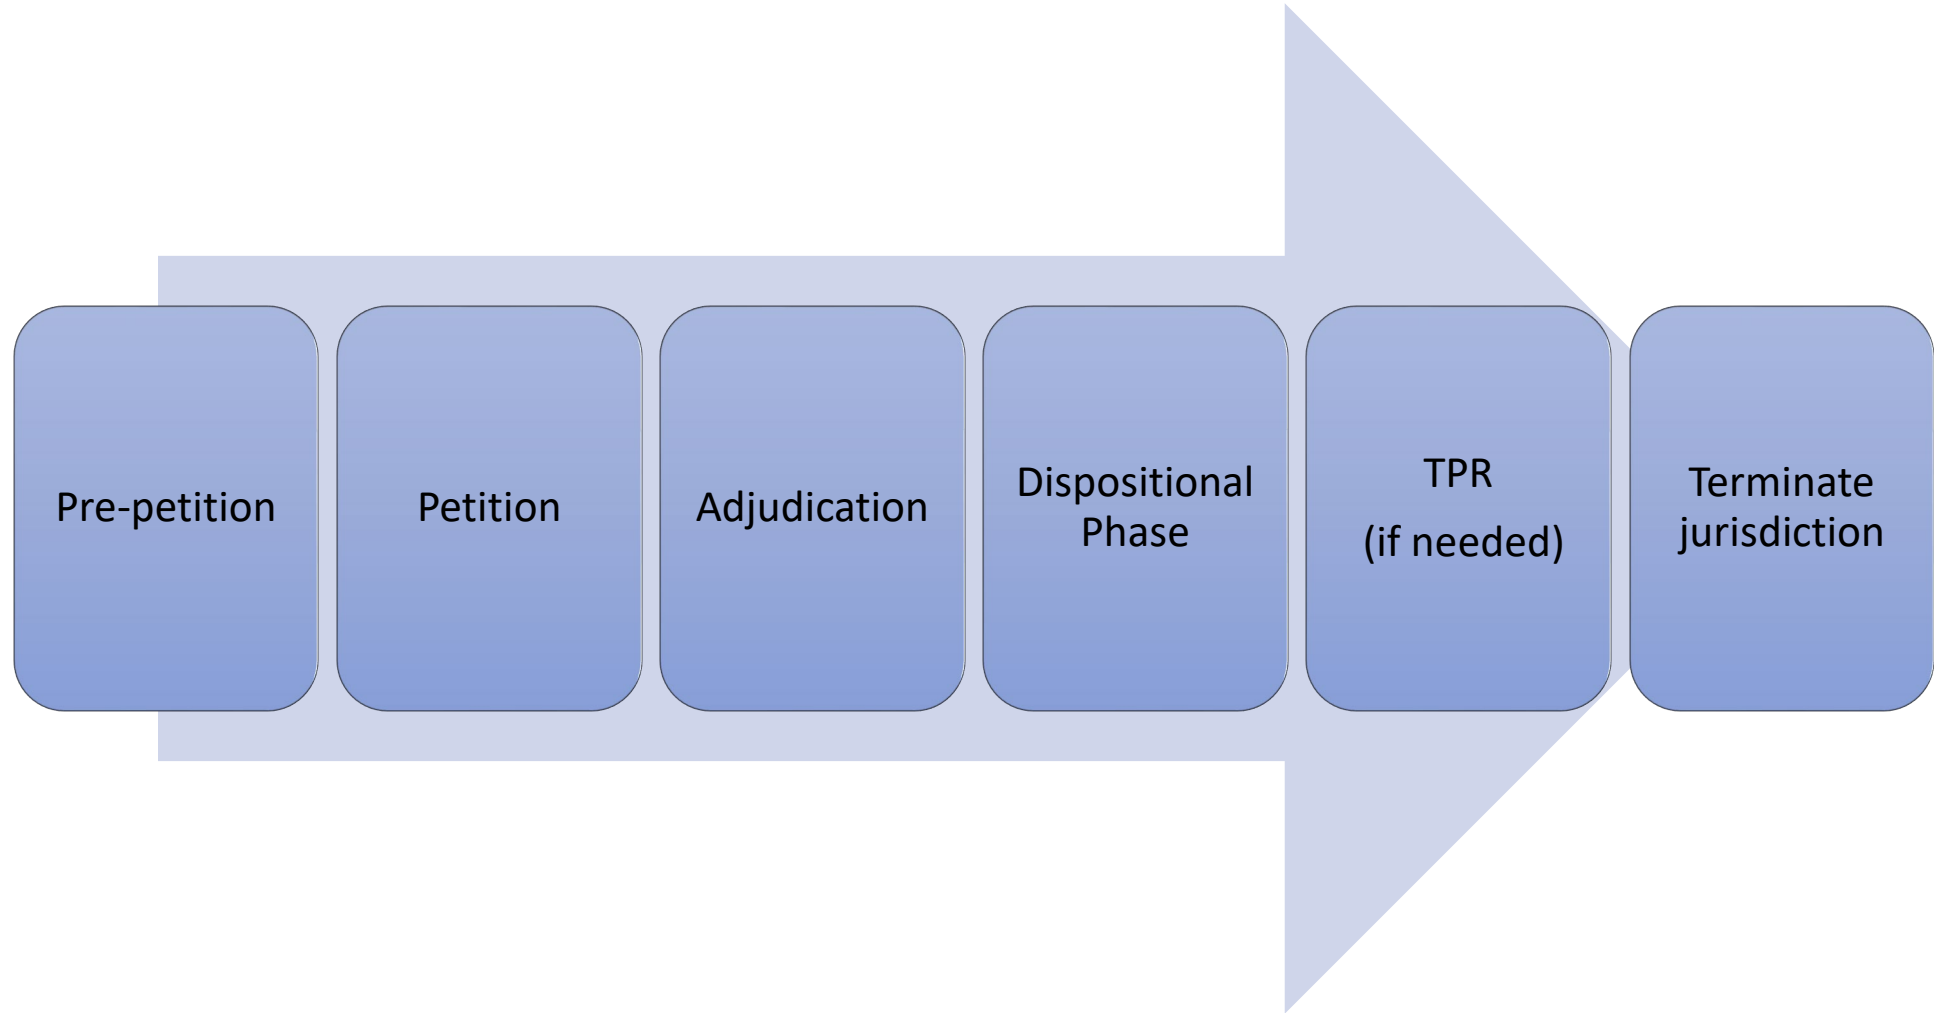 Pre-petition
Petition
Adjudication
Dispositional
Phase
TPR
(if needed)
Terminate
jurisdiction